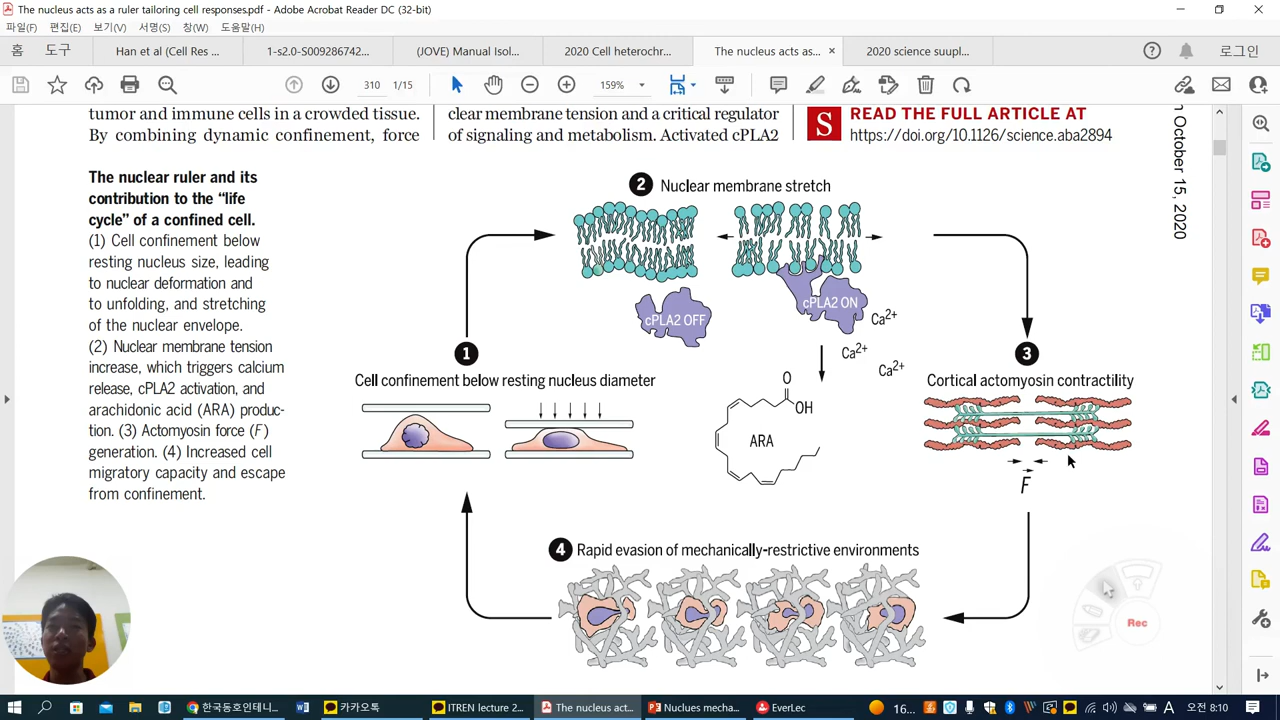 The nucleus acts as a ruler tailoring cell responses.pdf - Adobe Acrobat Reader DC (32-bit)
파일(F) 편집(E) 보기(V) 서명(S) 창(W) 도움말(H)
홈 도구 Han et al (Cell Res ... 1-s2.0-S009286742... (JOVE) Manual Isol... 2020 Cell heterochr... The nucleus acts as... × 2020 science suupl... 로그인
310 1/15 159%
tumor and immune cells in a crowded tissue.
By combining dynamic confinement, force
clear membrane tension and a critical regulator
of signaling and metabolism. Activated cPLA2
S READ THE FULL ARTICLE AT
https://doi.org/10.1126/science.aba2894
n October 15, 2020
The nuclear ruler and its
contribution to the “life
cycle” of a confined cell.
(1) Cell confinement below
resting nucleus size, leading
to nuclear deformation and
to unfolding, and stretching
of the nuclear envelope.
(2) Nuclear membrane tension
increase, which triggers calcium
release, cPLA2 activation, and
arachidonic acid (ARA) produc-
tion. (3) Actomyosin force (F)
generation. (4) Increased cell
migratory capacity and escape
from confinement.
2 Nuclear membrane stretch
cPLA2 OFF
cPLA2 ON
Ca2+
Ca2+
Ca2+
1
Cell confinement below resting nucleus diameter
O
OH
ARA
3
Cortical actomyosin contractility
F
4 Rapid evasion of mechanically-restrictive environments
Rec
한국동호인테니... 카카오톡 ITREN lecture 2... The nucleus act... Nuclues mecha... EverLec 16... A 오후 8:10